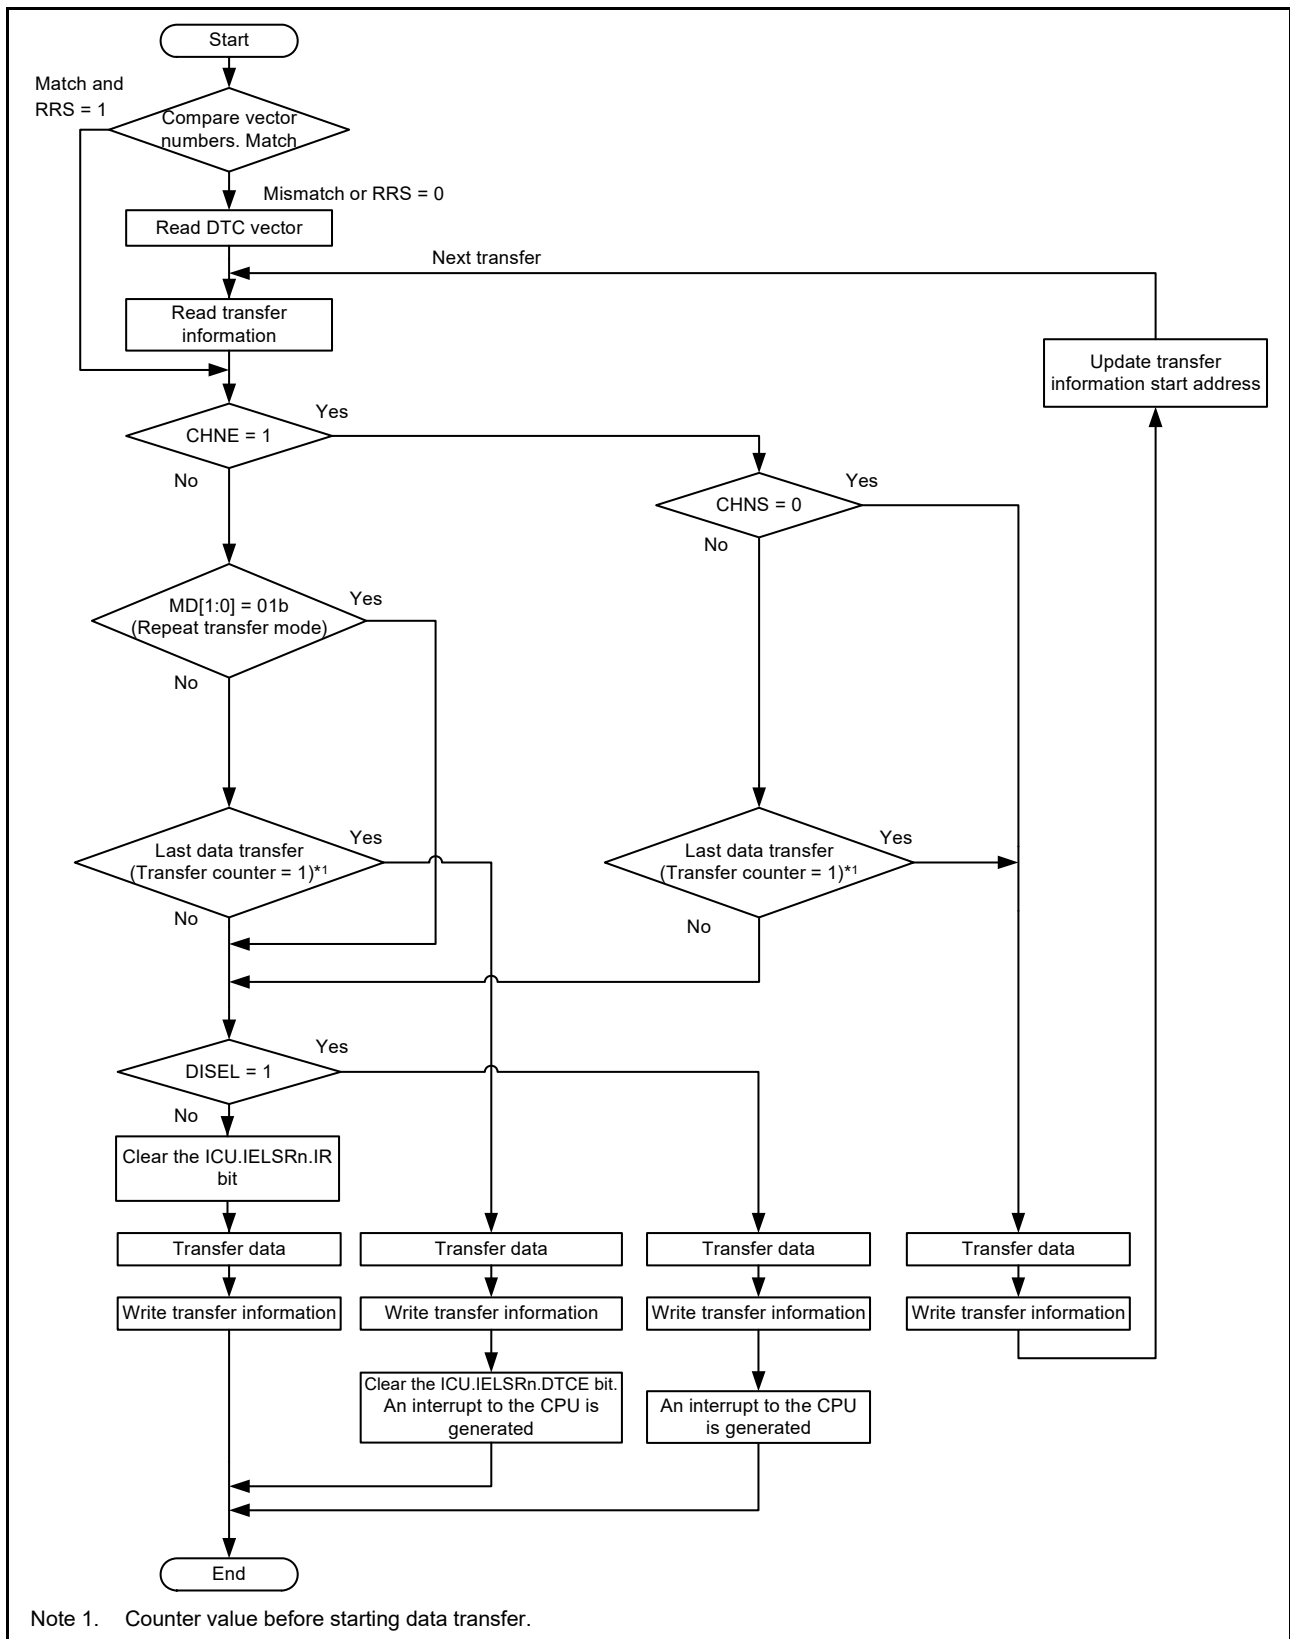 Start
Match and
RRS = 1
Compare vector
numbers. Match
Mismatch or RRS = 0
Read DTC vector
Next transfer
Read transfer
information
Update transfer
information start address
Yes
CHNE = 1
No
Yes
CHNS = 0
No
MD[1:0] = 01b
(Repeat transfer mode)
Yes
No
Last data transfer
(Transfer counter = 1)*1
Yes
No
Last data transfer
(Transfer counter = 1)*1
Yes
No
Yes
DISEL = 1
No
Clear the ICU.IELSRn.IR
bit
Transfer data
Transfer data
Transfer data
Transfer data
Write transfer information
Write transfer information
Write transfer information
Write transfer information
Clear the ICU.IELSRn.DTCE bit.
An interrupt to the CPU is
generated
An interrupt to the CPU
is generated
End
Note 1. Counter value before starting data transfer.